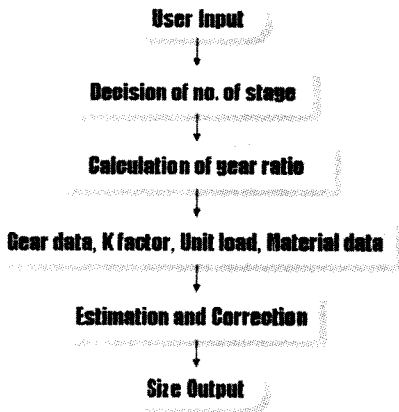 User Input
Decision of no. of stage
Calculation of gear ratio
Gear data, K factor, Unit load, Material data
Estimation and Correction
Size Output